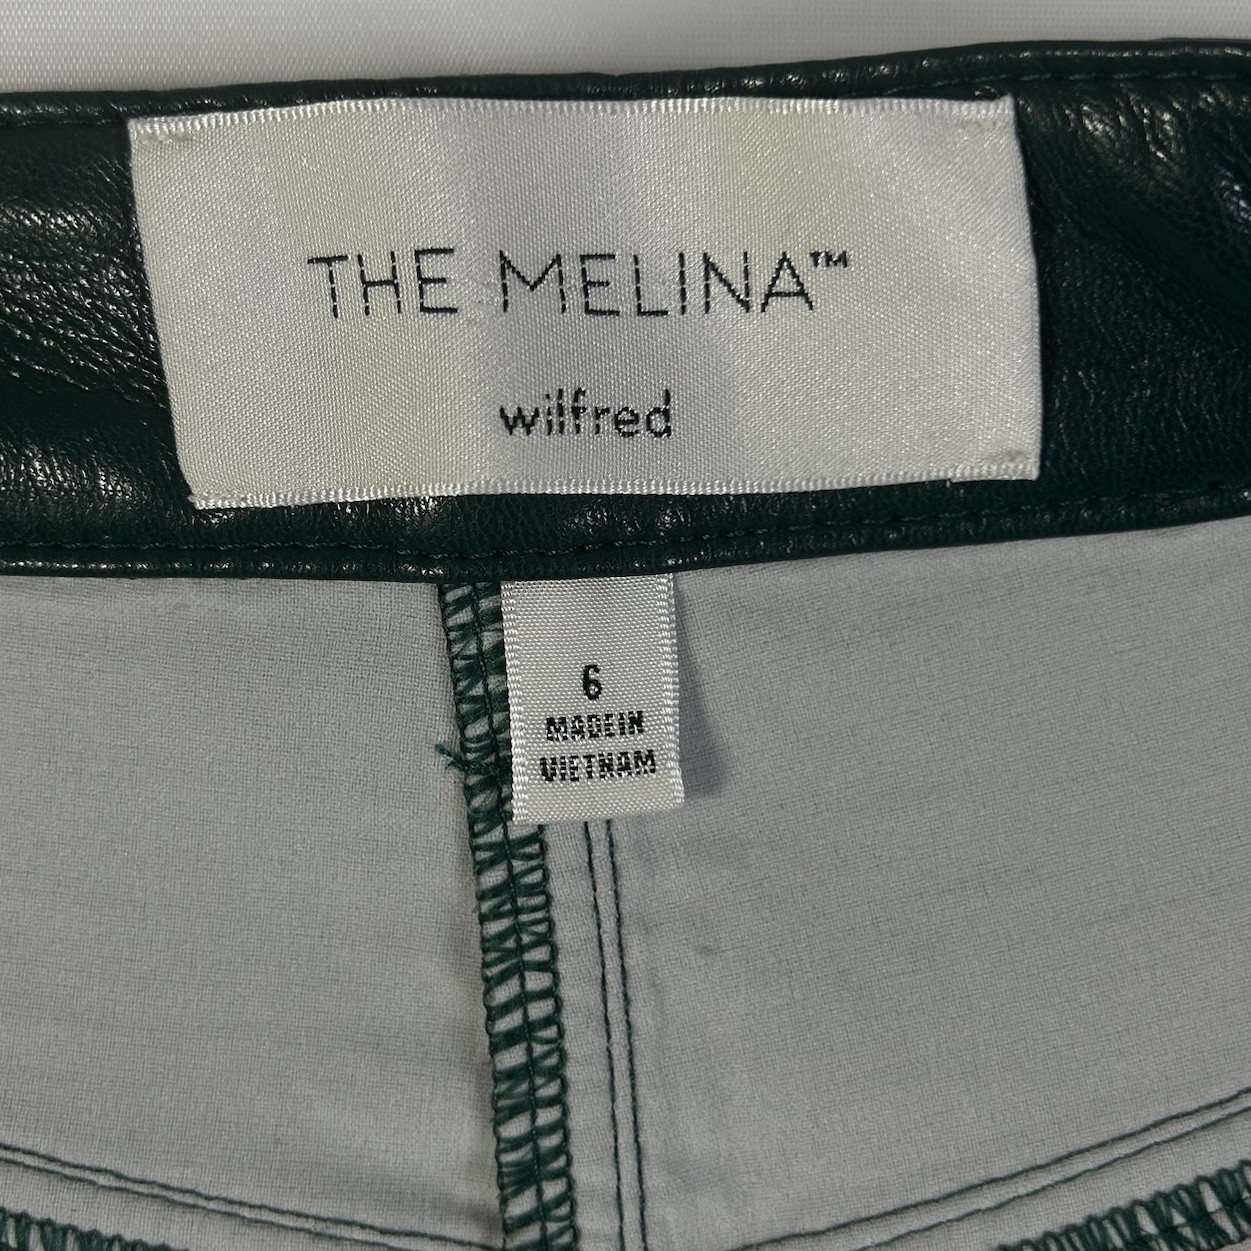 THE MELINA™
wilfred
6
MADE IN
VIETNAM